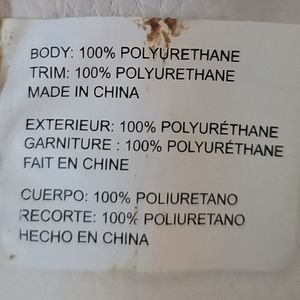 BODY: 100% POLYURETHANE
TRIM: 100% POLYURETHANE
MADE IN CHINA
EXTERIEUR: 100% POLYURÉTHANE
GARNITURE : 100% POLYURÉTHANE
FAIT EN CHINE
CUERPO: 100% POLIURETANO
RECORTE: 100% POLIURETANO
HECHO EN CHINA